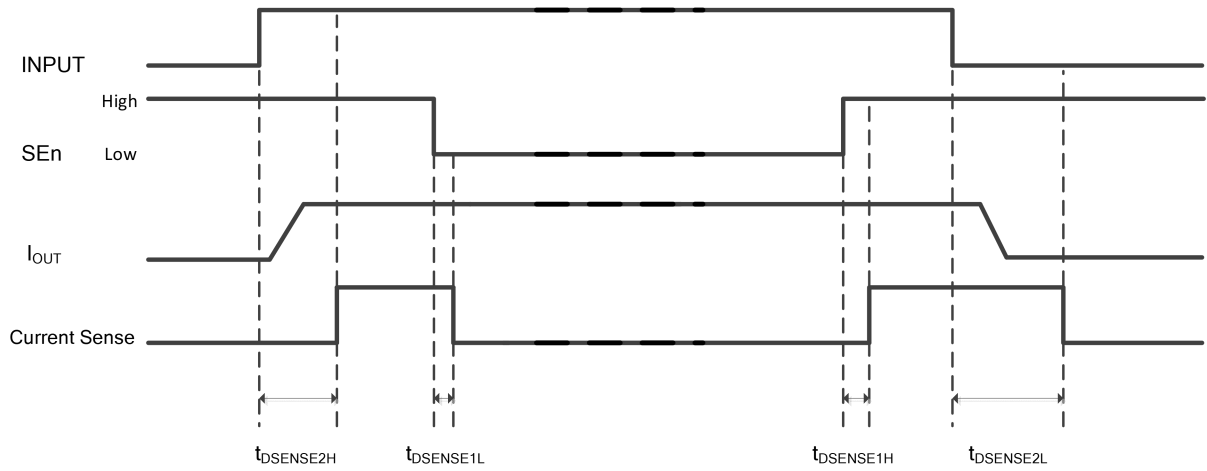 INPUT
High
SEn Low
IOUT
Current Sense
tDSENSE2H tDSENSE1L tDSENSE1H tDSENSE2L